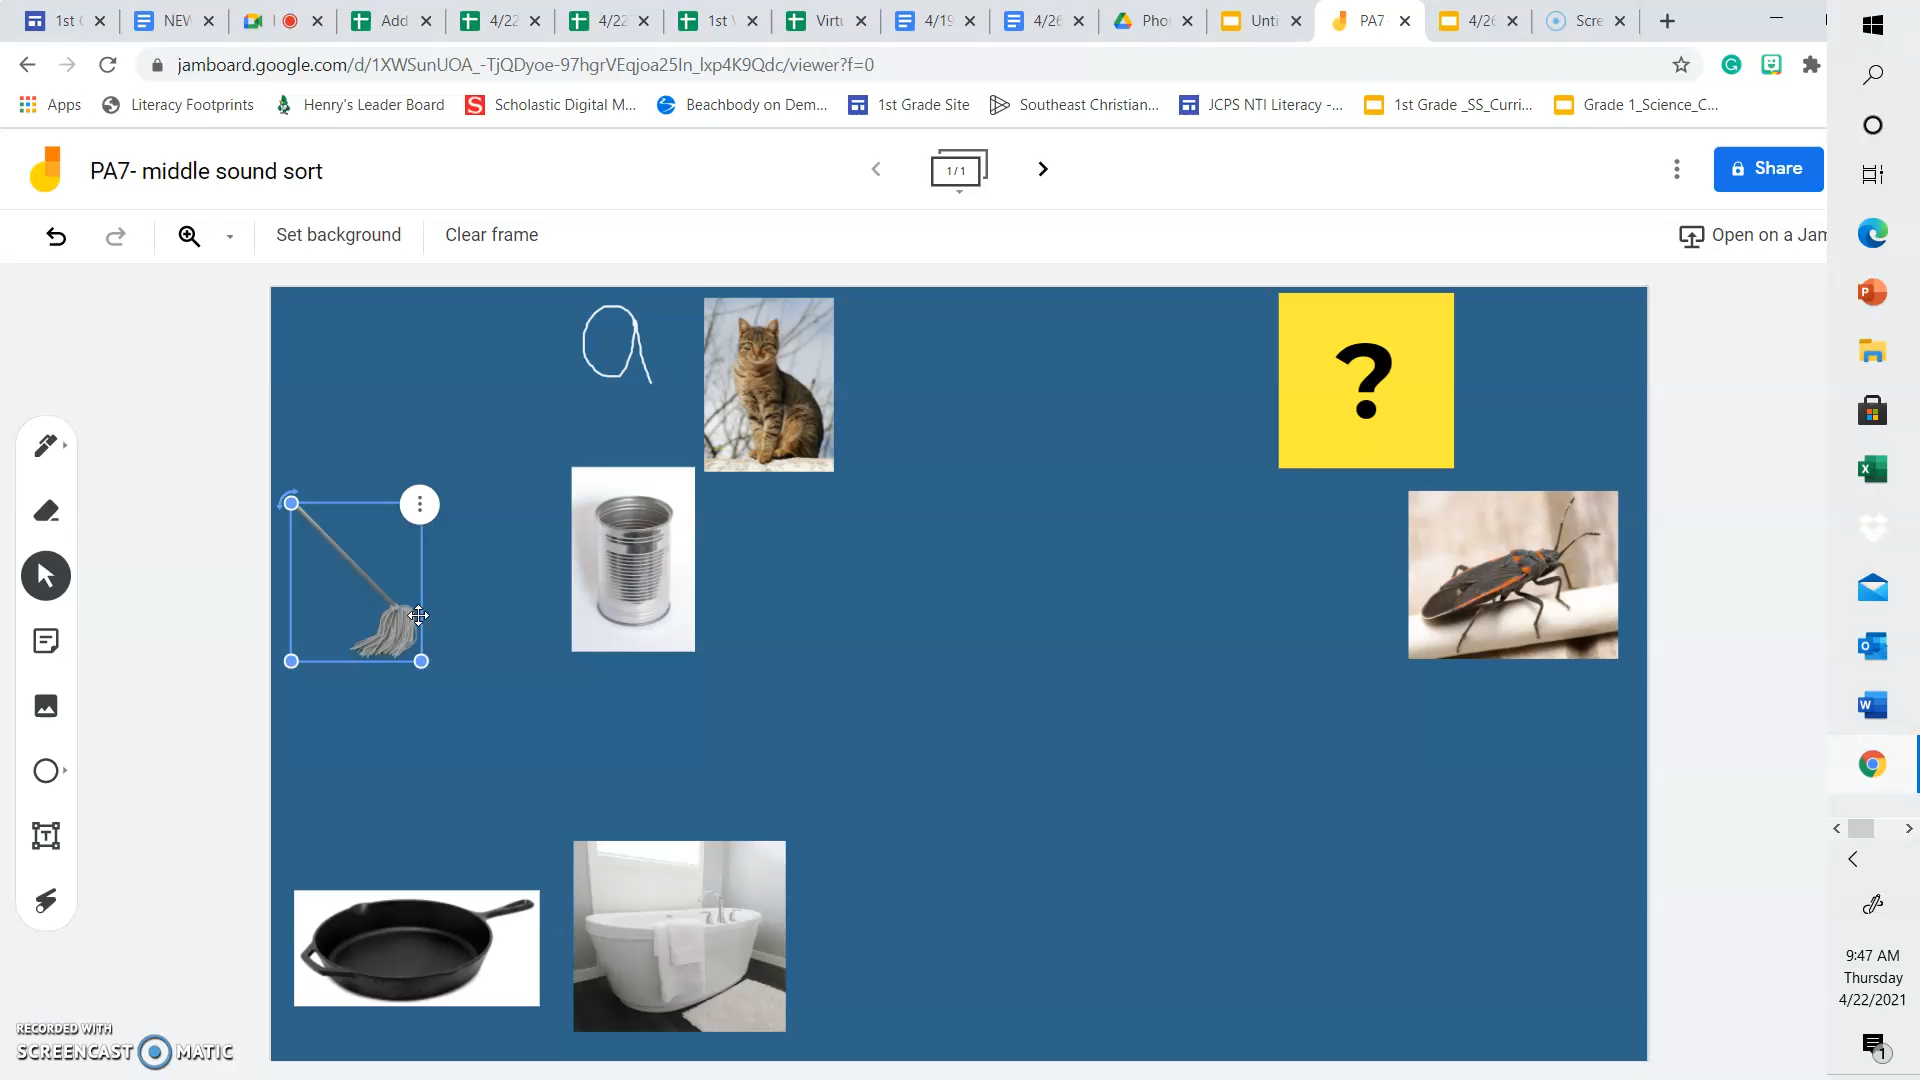 1st (
NEW
Add
4/22
4/22
1st V
Virtu
4/19
4/26
Pho
Unti
PA7-
4/26
Scre
jamboard.google.com/d/1XWSunUOA_-TjQDyoe-97hgrVEqjoa25In_lxp4K9Qdc/viewer?f=0
Apps Literacy Footprints Henry's Leader Board Scholastic Digital M... Beachbody on Dem... 1st Grade Site Southeast Christian... JCPS NTI Literacy -... 1st Grade _SS_Curri... Grade 1_Science_C...
PA7- middle sound sort
1/1
Share
Set background Clear frame
Open on a Jam
a
?
9:47 AM
Thursday
4/22/2021
1
RECORDED WITH
SCREENCAST MATIC